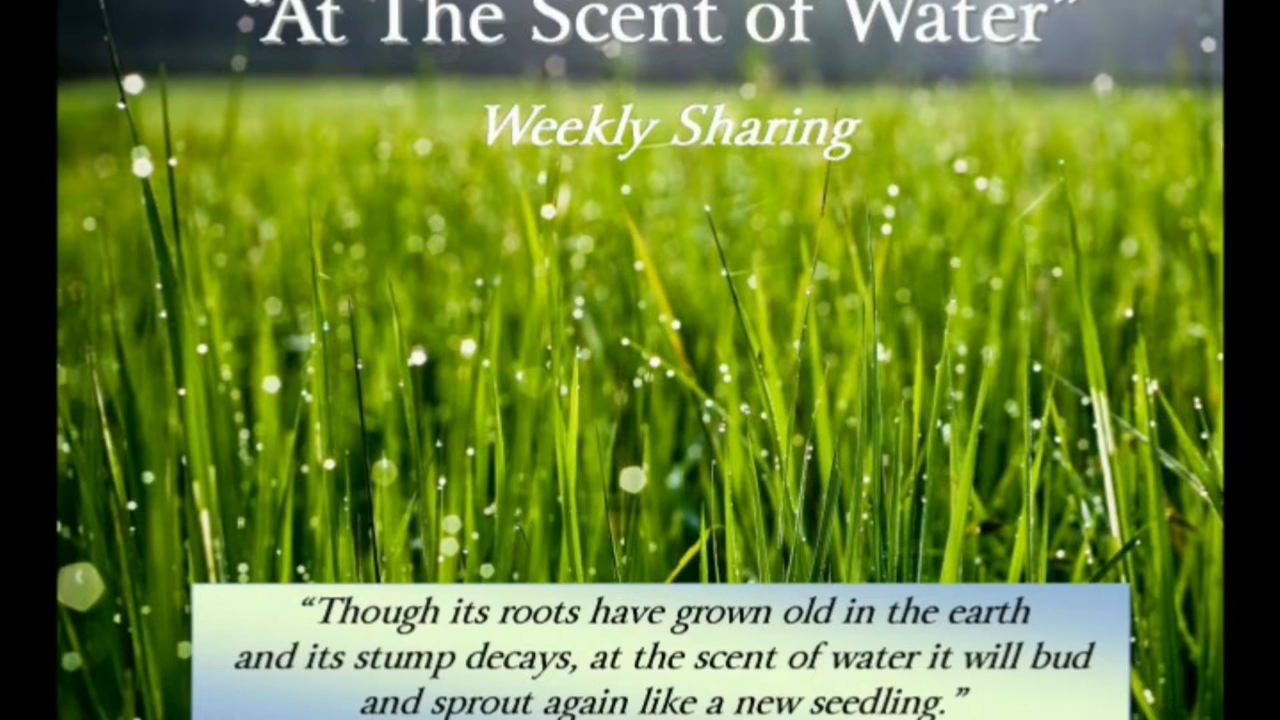 “At The Scent of Water”
Weekly Sharing
“Though its roots have grown old in the earth
and its stump decays, at the scent of water it will bud
and sprout again like a new seedling.”